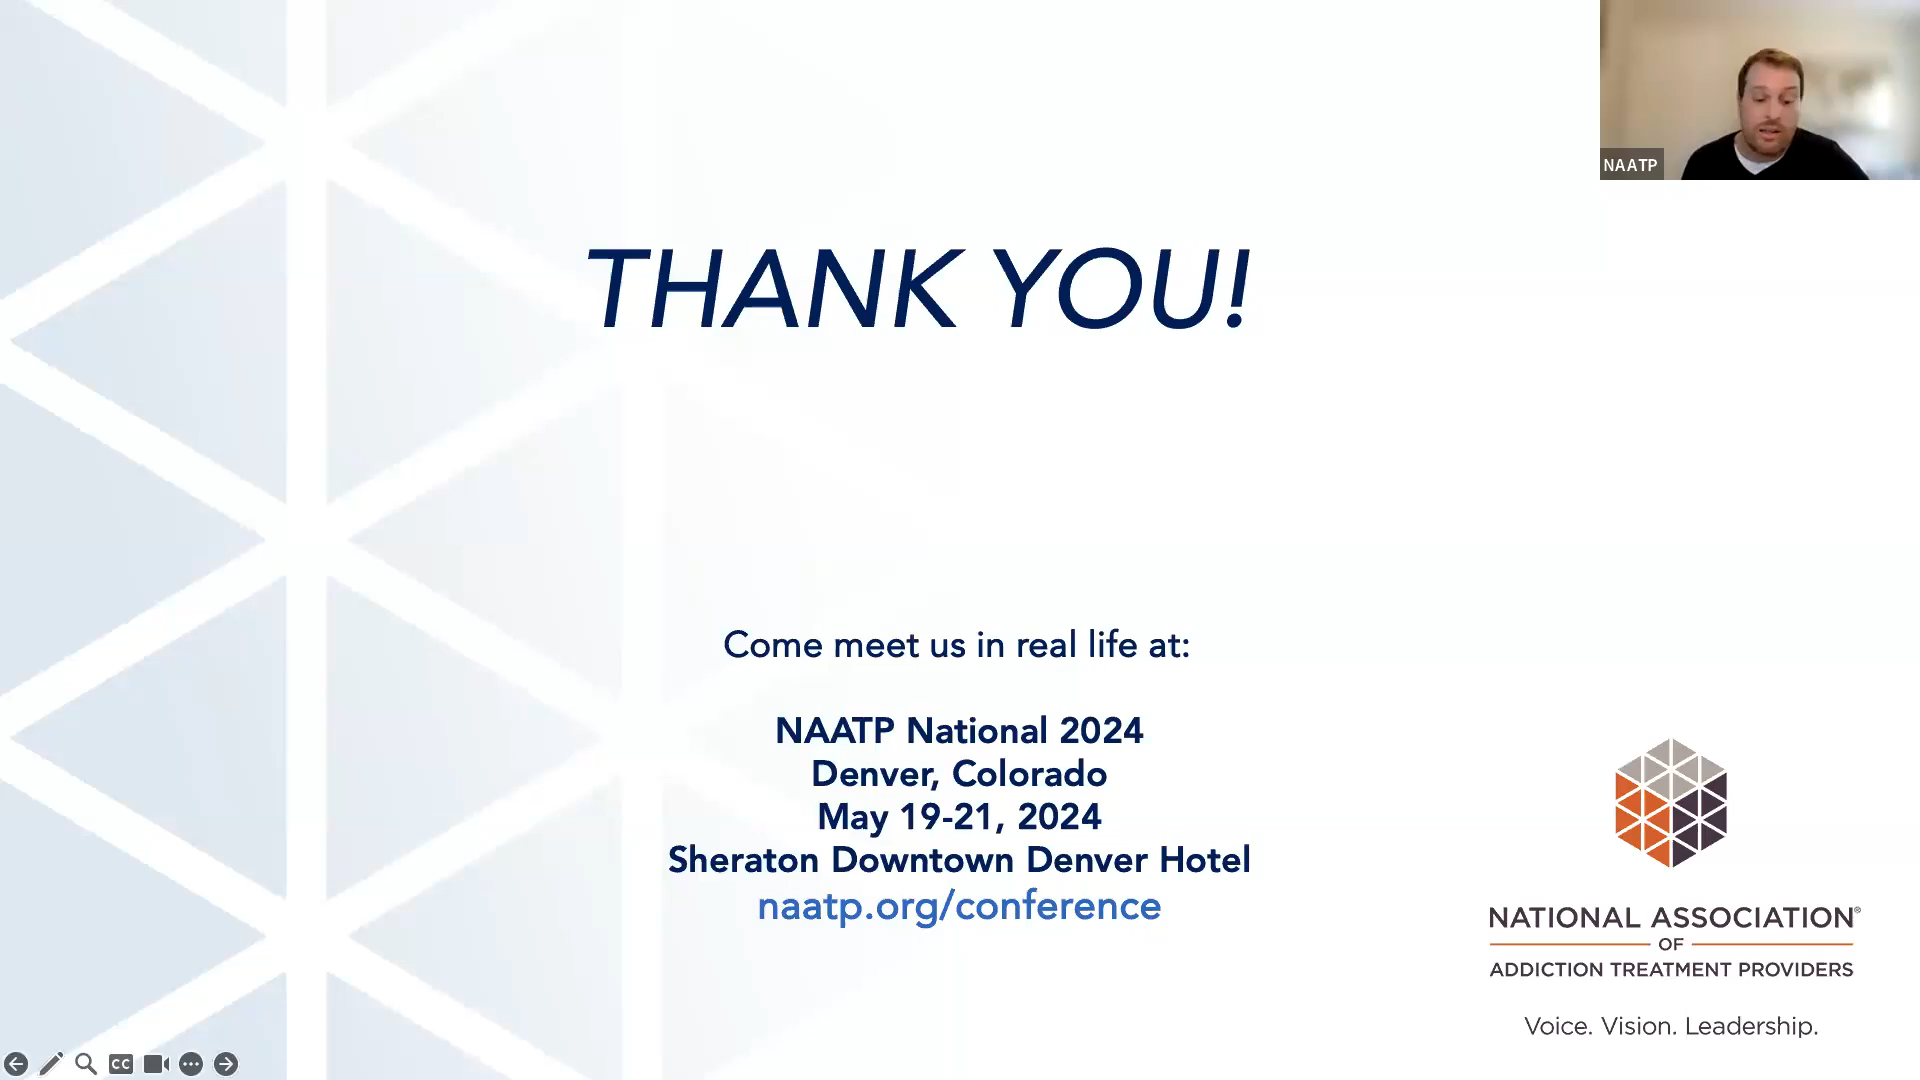 NAATP
THANK YOU!
Come meet us in real life at:
NAATP National 2024
Denver, Colorado
May 19-21, 2024
Sheraton Downtown Denver Hotel
naatp.org/conference
NATIONAL ASSOCIATION®
OF
ADDICTION TREATMENT PROVIDERS
Voice. Vision. Leadership.
CC